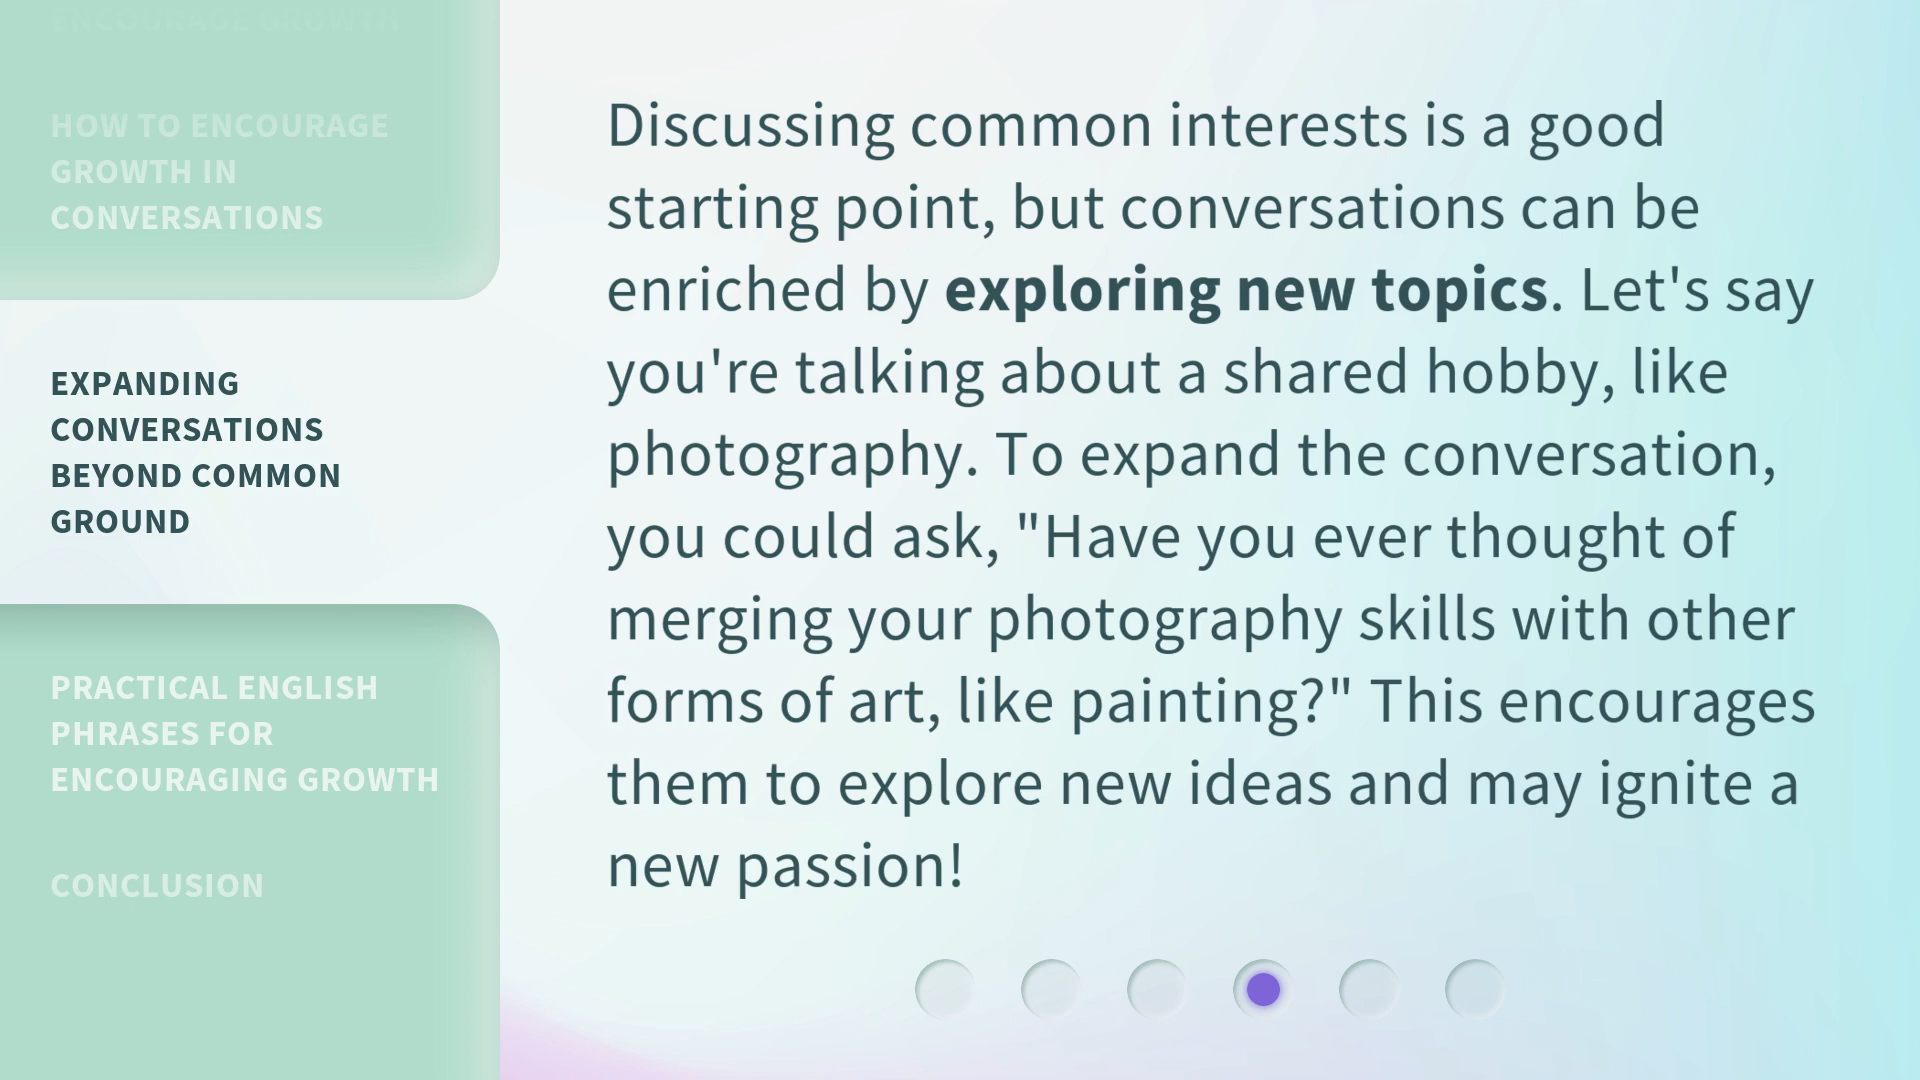 ENCOURAGE GROWTH
HOW TO ENCOURAGE
GROWTH IN
CONVERSATIONS
EXPANDING
CONVERSATIONS
BEYOND COMMON
GROUND
PRACTICAL ENGLISH
PHRASES FOR
ENCOURAGING GROWTH
CONCLUSION
Discussing common interests is a good
starting point, but conversations can be
enriched by exploring new topics. Let's say
you're talking about a shared hobby, like
photography. To expand the conversation,
you could ask, "Have you ever thought of
merging your photography skills with other
forms of art, like painting?" This encourages
them to explore new ideas and may ignite a
new passion!